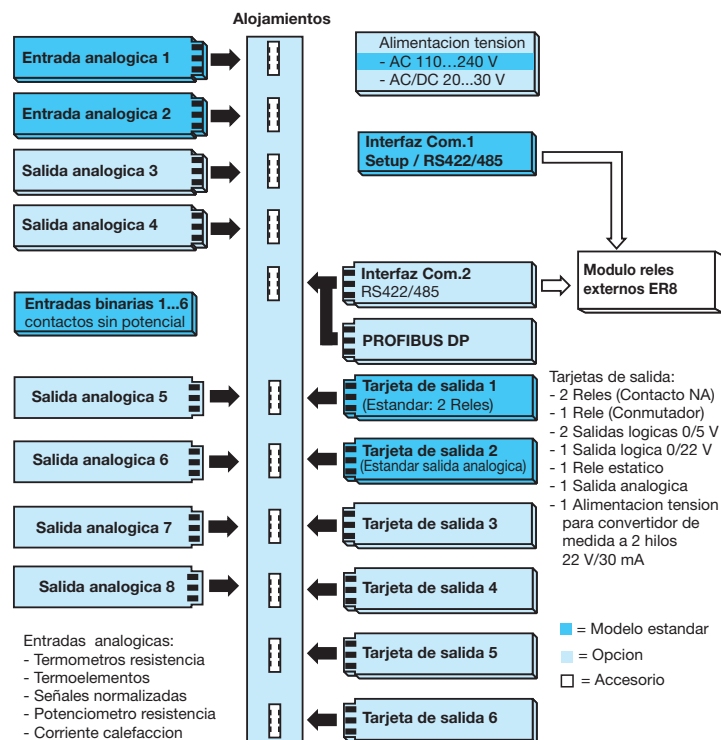 Alojamientos
Entrada analogica 1
Entrada analogica 2
Salida analogica 3
Salida analogica 4
Entradas binarias 1...6
contactos sin potencial
Salida analogica 5
Salida analogica 6
Salida analogica 7
Salida analogica 8
Entradas analogicas:
- Termometros resistencia
- Termoelementos
- Señales normalizadas
- Potenciometro resistencia
- Corriente calefaccion
Alimentacion tension
- AC 110...240 V
- AC/DC 20...30 V
Interfaz Com.1
Setup / RS422/485
Interfaz Com.2
RS422/485
PROFIBUS DP
Modulo reles
externos ER8
Tarjeta de salida 1
(Estandar: 2 Reles)
Tarjeta de salida 2
(Estandar salida analogica)
Tarjeta de salida 3
Tarjeta de salida 4
Tarjeta de salida 5
Tarjeta de salida 6
Tarjetas de salida:
- 2 Reles (Contacto NA)
- 1 Rele (Conmutador)
- 2 Salidas logicas 0/5 V
- 1 Salida logica 0/22 V
- 1 Rele estatico
- 1 Salida analogica
- 1 Alimentacion tension
para convertidor de
medida a 2 hilos
22 V/30 mA
= Modelo estandar
= Opcion
= Accesorio